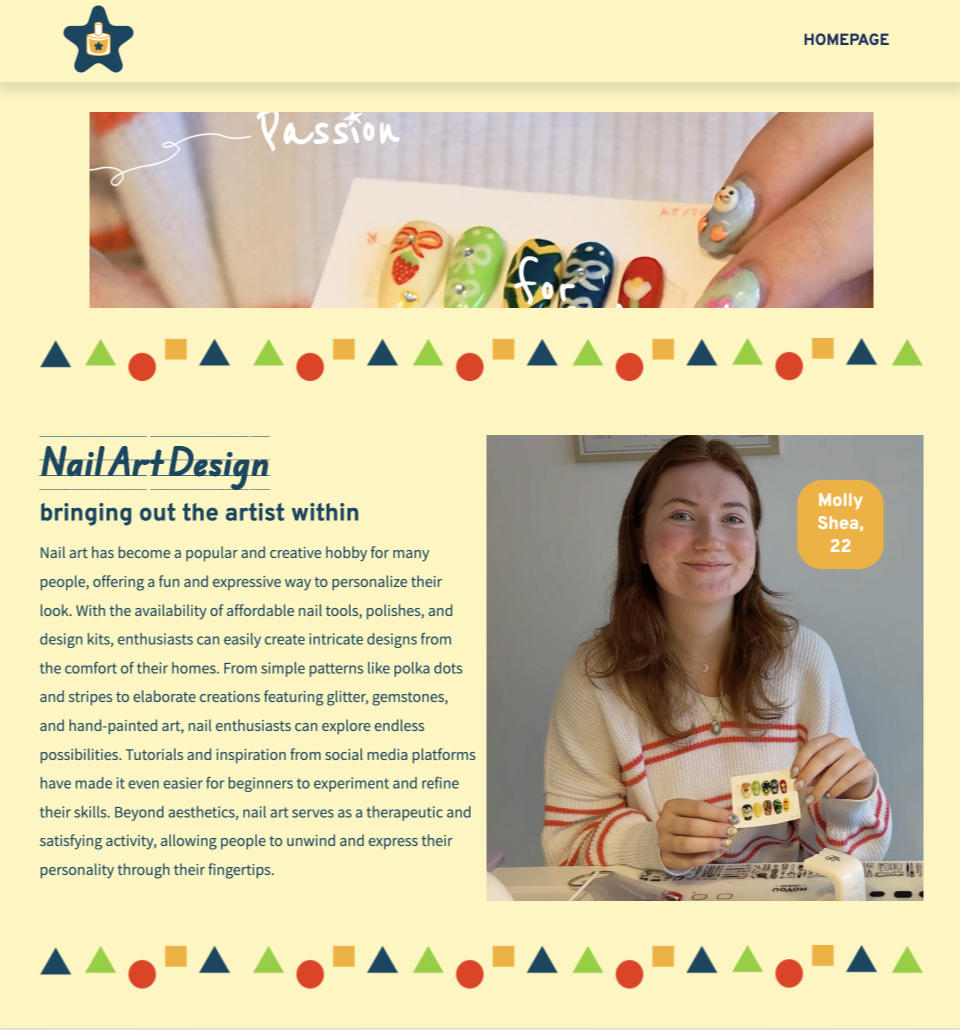 HOMEPAGE
Passion
for
Nail Art Design
bringing out the artist within
Nail art has become a popular and creative hobby for many
people, offering a fun and expressive way to personalize their
look. With the availability of affordable nail tools, polishes, and
design kits, enthusiasts can easily create intricate designs from
the comfort of their homes. From simple patterns like polka dots
and stripes to elaborate creations featuring glitter, gemstones,
and hand-painted art, nail enthusiasts can explore endless
possibilities. Tutorials and inspiration from social media platforms
have made it even easier for beginners to experiment and refine
their skills. Beyond aesthetics, nail art serves as a therapeutic and
satisfying activity, allowing people to unwind and express their
personality through their fingertips.
Molly
Shea,
22
MOYOU